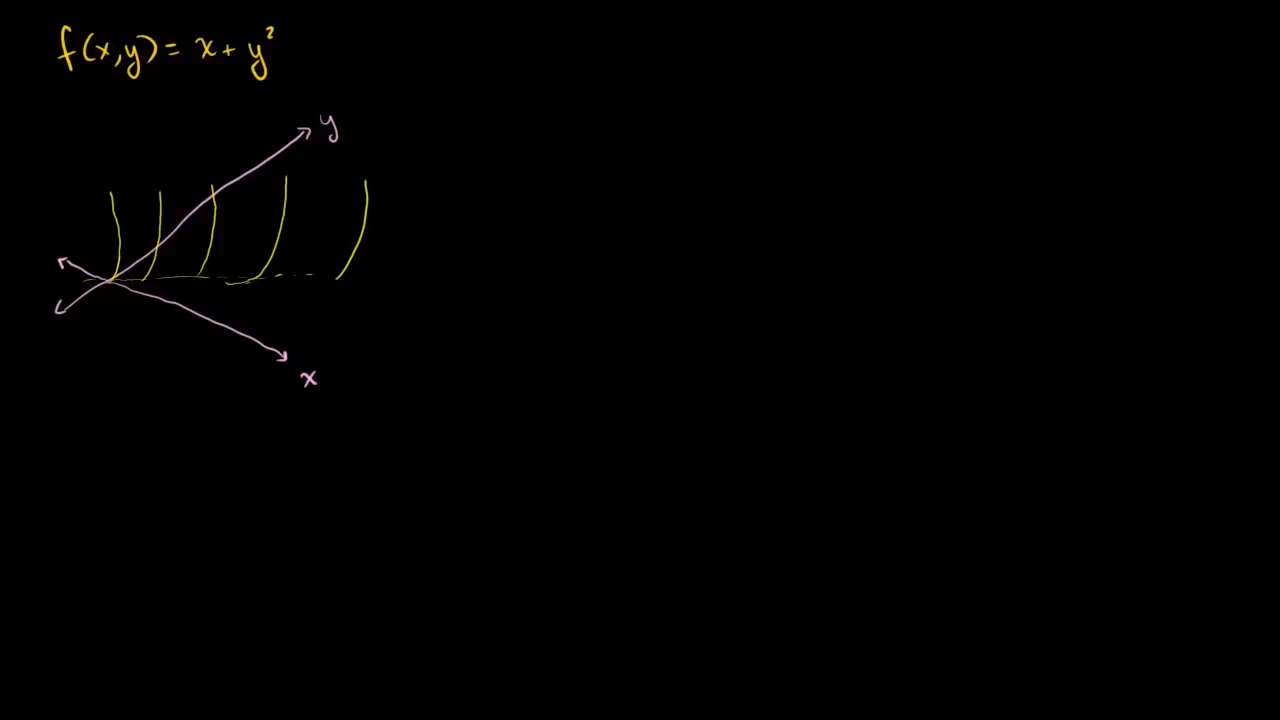 f(x,y) = x + y²
y
x